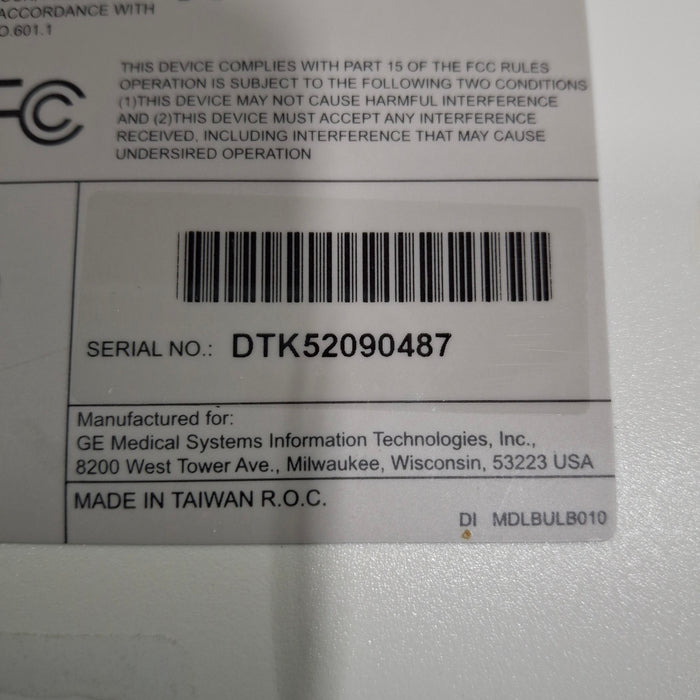 ACCORDANCE WITH
O.601.1
FC
THIS DEVICE COMPLIES WITH PART 15 OF THE FCC RULES
OPERATION IS SUBJECT TO THE FOLLOWING TWO CONDITIONS
(1)THIS DEVICE MAY NOT CAUSE HARMFUL INTERFERENCE
AND (2)THIS DEVICE MUST ACCEPT ANY INTERFERENCE
RECEIVED, INCLUDING INTERFERENCE THAT MAY CAUSE
UNDERSIRED OPERATION
SERIAL NO.: DTK52090487
Manufactured for:
GE Medical Systems Information Technologies, Inc.,
8200 West Tower Ave., Milwaukee, Wisconsin, 53223 USA
MADE IN TAIWAN R.O.C.
DI MDLBULB010